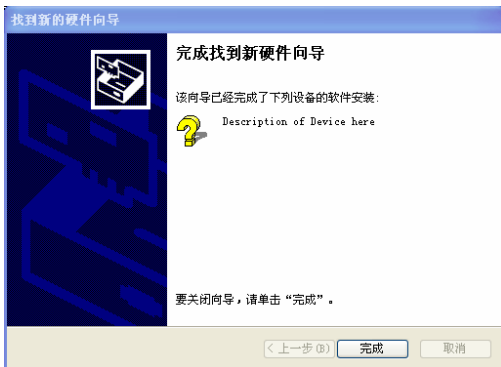 找到新的硬件向导
完成找到新硬件向导
该向导已经完成了下列设备的软件安装:
Description of Device here
要关闭向导，请单击“完成”。
< 上一步(B)
完成
取消